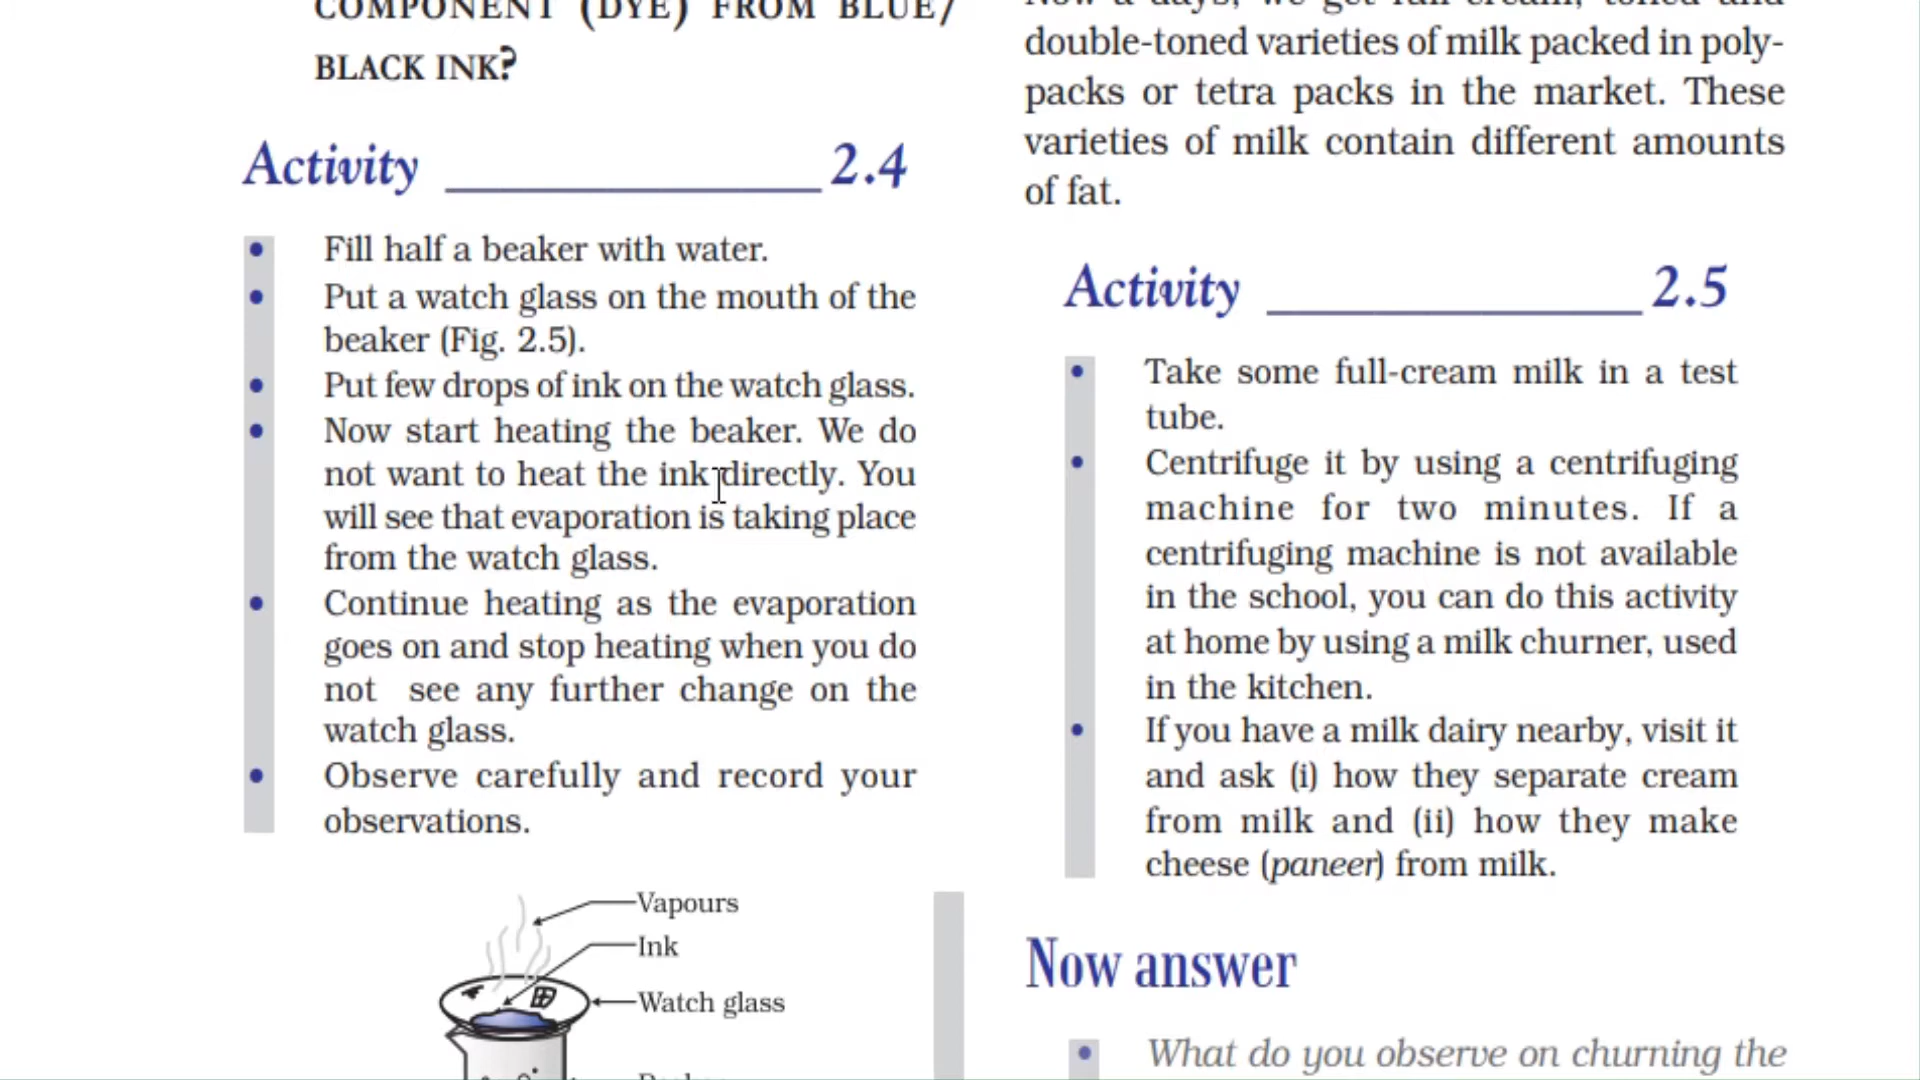 COMPONENT (DYE) FROM BLUE/
BLACK INK?
Activity 2.4
• Fill half a beaker with water.
• Put a watch glass on the mouth of the
beaker (Fig. 2.5).
• Put few drops of ink on the watch glass.
• Now start heating the beaker. We do
not want to heat the ink directly. You
will see that evaporation is taking place
from the watch glass.
• Continue heating as the evaporation
goes on and stop heating when you do
not see any further change on the
watch glass.
• Observe carefully and record your
observations.
Vapours
Ink
Watch glass
Now a days, we get full-cream, toned and
double-toned varieties of milk packed in poly-
packs or tetra packs in the market. These
varieties of milk contain different amounts
of fat.
Activity 2.5
• Take some full-cream milk in a test
tube.
• Centrifuge it by using a centrifuging
machine for two minutes. If a
centrifuging machine is not available
in the school, you can do this activity
at home by using a milk churner, used
in the kitchen.
• If you have a milk dairy nearby, visit it
and ask (i) how they separate cream
from milk and (ii) how they make
cheese (paneer) from milk.
Now answer
• What do you observe on churning the